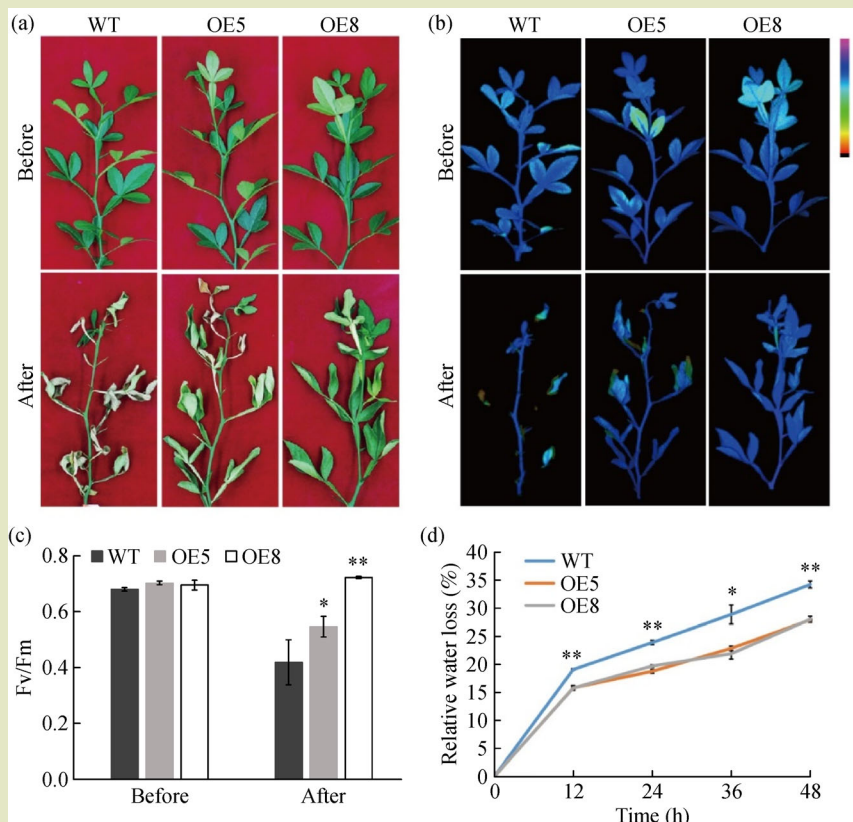 (a) WT OE5 OE8
Before
After
(b) WT OE5 OE8
Before
After
(c)
WT OE5 OE8
Fv/Fm
0.8
0.6
0.4
0.2
0.0
* **
Before After
(d)
WT
OE5
OE8
Relative water loss (%)
40
35
30
25
20
15
10
5
0
** ** * **
0 12 24 36 48
Time (h)